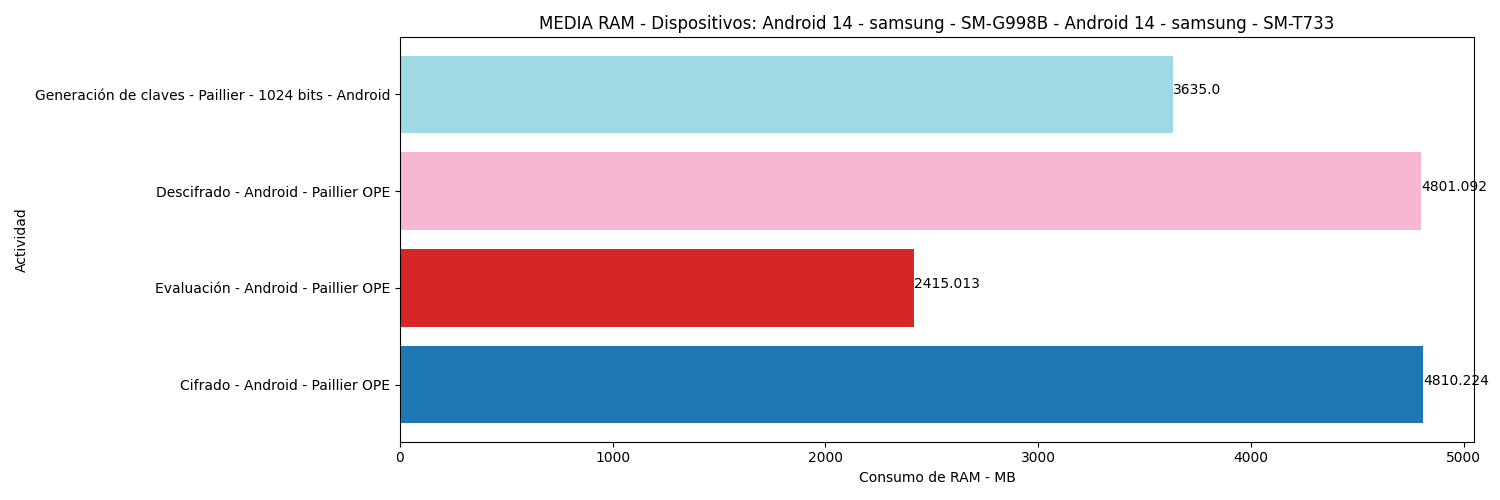 MEDIA RAM - Dispositivos: Android 14 - samsung - SM-G998B - Android 14 - samsung - SM-T733
Actividad
Generación de claves - Paillier - 1024 bits - Android
3635.0
Descifrado - Android - Paillier OPE
4801.092
Evaluación - Android - Paillier OPE
2415.013
Cifrado - Android - Paillier OPE
4810.224
0 1000 2000 3000 4000 5000
Consumo de RAM - MB